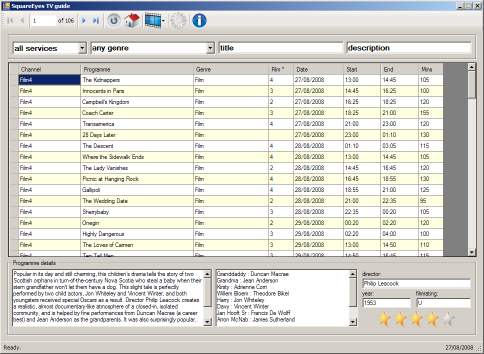 SquareEyes TV guide
1 of 106
all services any genre title description
Channel Programme Genre Film Date Start End Mins
Film4 The Kidnappers Film 4 27/08/2008 13:00 14:45 105
Film4 Innocents in Paris Film 3 27/08/2008 14:45 16:25 100
Film4 Campbell's Kingdom Film 2 27/08/2008 16:25 18:25 120
Film4 Coach Carter Film 3 27/08/2008 18:25 21:00 155
Film4 Transamerica Film 4 27/08/2008 21:00 23:00 120
Film4 28 Days Later Film 27/08/2008 23:00 01:10 130
Film4 The Descent Film 4 28/08/2008 01:10 03:05 115
Film4 Where the Sidewalk Ends Film 4 28/08/2008 13:00 14:45 105
Film4 The Lady Vanishes Film 2 28/08/2008 14:45 16:45 120
Film4 Picnic at Hanging Rock Film 4 28/08/2008 16:45 18:55 130
Film4 Gallipoli Film 4 28/08/2008 18:55 21:00 125
Film4 The Wedding Date Film 2 28/08/2008 21:00 22:35 95
Film4 Sherrybaby Film 3 28/08/2008 22:35 00:20 105
Film4 Onegin Film 2 29/08/2008 00:20 02:20 120
Film4 Highly Dangerous Film 3 29/08/2008 02:20 04:00 100
Film4 The Loves of Carmen Film 3 29/08/2008 13:00 14:50 110
Film4 Ten Tall Men Film 3 29/08/2008 14:50 16:45 115
Programme details
Popular in its day and still charming, this children's drama tells the story of two
Scottish orphans in turn-of-the-century Nova Scotia who steal a baby when their
stern grandfather won't let them have a dog. This slight tale is perfectly
performed by two child actors, Jon Whiteley and Vincent Winter, and both
youngsters received special Oscars as a result. Director Philip Leacock creates
a realistic, almost documentary-like atmosphere of a closed-in, isolated
community, and is helped by fine performances from Duncan Macrae (a career
best) and Jean Anderson as the grandparents. It was also surprisingly popular,
Granddaddy : Duncan Macrae
Grandma : Jean Anderson
Kirsty : Adrienne Corri
Willem Bloem : Theodore Bikel
Harry : Jon Whiteley
Davy : Vincent Winter
Jan Hooft Sr : Francis De Wolff
Aron McNab : James Sutherland
director:
Philip Leacock
year: filmrating:
1953 U
Ready. 27/08/2008